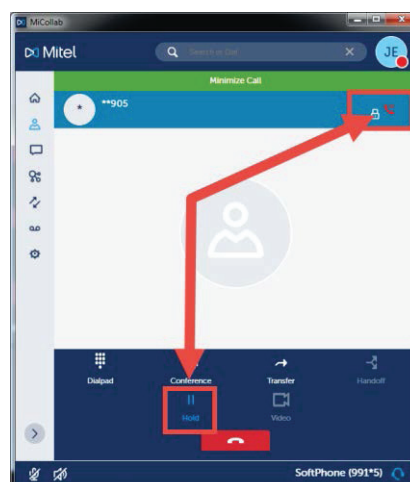 MiCollab
Mitel
Search or Dial
JE
Minimize Call
* **905
Dialpad Conference Transfer Handoff
Hold Video
SoftPhone (991*5)